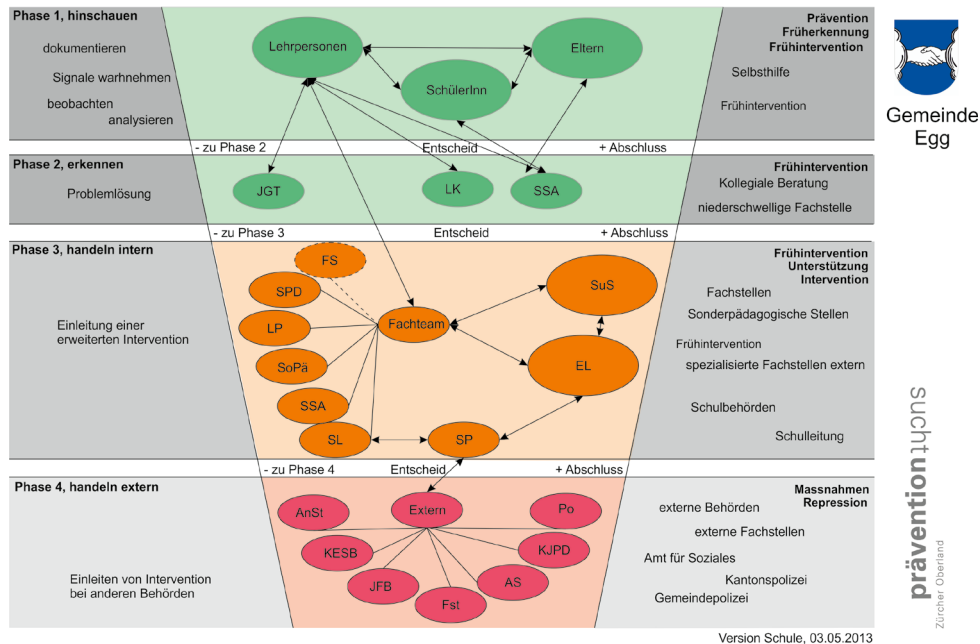 Phase 1, hinschauen
dokumentieren
Signale warhnehmen
beobachten
analysieren
Lehrpersonen
Eltern
SchülerInn
Prävention
Früherkennung
Frühintervention
Selbsthilfe
Frühintervention
- zu Phase 2
Entscheid
+ Abschluss
Phase 2, erkennen
Problemlösung
JGT
LK
SSA
Frühintervention
Kollegiale Beratung
niederschwellige Fachstelle
- zu Phase 3
Entscheid
+ Abschluss
Phase 3, handeln intern
Einleitung einer
erweiterten Intervention
FS
SPD
LP
SoPä
SSA
SL
Fachteam
SuS
EL
SP
Frühintervention
Unterstützung
Intervention
Fachstellen
Sonderpädagogische Stellen
Frühintervention
spezialisierte Fachstellen extern
Schulbehörden
Schulleitung
- zu Phase 4
Entscheid
+ Abschluss
Phase 4, handeln extern
Einleiten von Intervention
bei anderen Behörden
AnSt
Extern
Po
KESB
KJPD
JFB
AS
Fst
Massnahmen
Repression
externe Behörden
externe Fachstellen
Amt für Soziales
Kantonspolizei
Gemeindepolizei
Version Schule, 03.05.2013
Gemeinde
Egg
suchtprävention
Zürcher Oberland